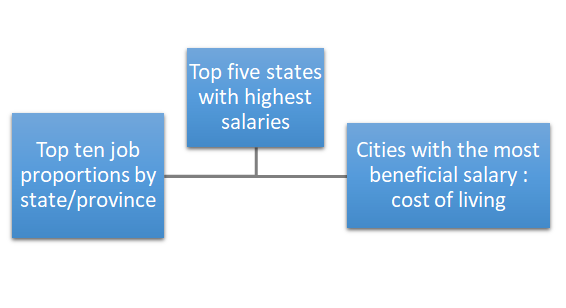 Top five states
with highest
salaries
Top ten job
proportions by
state/province
Cities with the most
beneficial salary :
cost of living